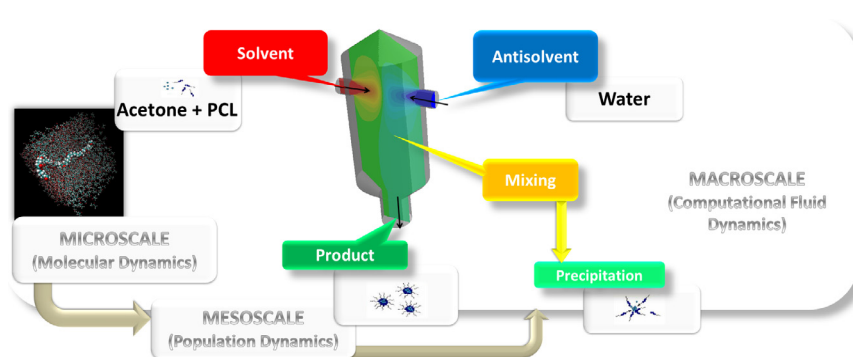 Solvent
Antisolvent
Acetone + PCL
Water
Mixing
MACROSCALE
(Computational Fluid
Dynamics)
MICROSCALE
(Molecular Dynamics)
Product
Precipitation
MESOSCALE
(Population Dynamics)